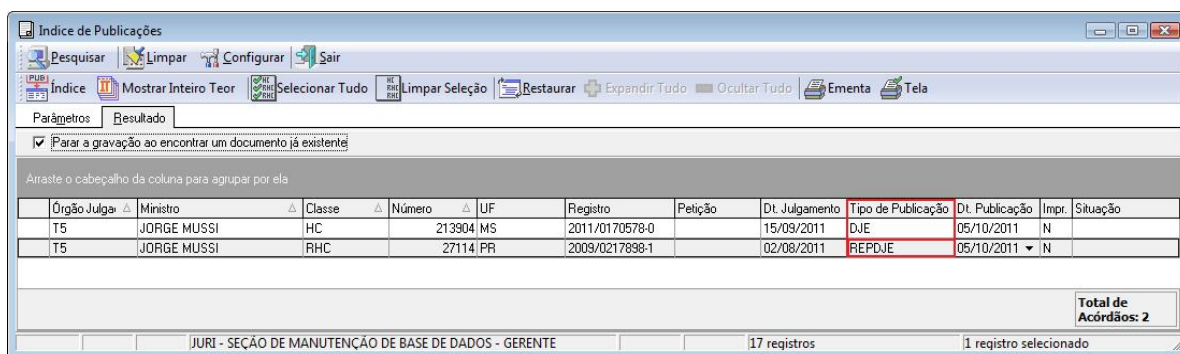 Indice de Publicações
Pesquisar Limpar Configurar Sair
Índice Mostrar Inteiro Teor Selecionar Tudo Limpar Seleção Restaurar Expandir Tudo Ocultar Tudo Ementa Tela
Parâmetros Resultado
Parar a gravação ao encontrar um documento já existente
Arraste o cabeçalho da coluna para agrupar por ela
Órgão Julga Ministro Classe Número UF Registro Petição Dt. Julgamento Tipo de Publicação Dt. Publicação Impr. Situação
T5 JORGE MUSSI HC 213904 MS 2011/0170578-0 15/09/2011 DJE 05/10/2011 N
T5 JORGE MUSSI RHC 27114 PR 2009/0217898-1 02/08/2011 REPDJE 05/10/2011 N
Total de
Acórdãos: 2
JURI - SEÇÃO DE MANUTENÇÃO DE BASE DE DADOS - GERENTE 17 registros 1 registro selecionado